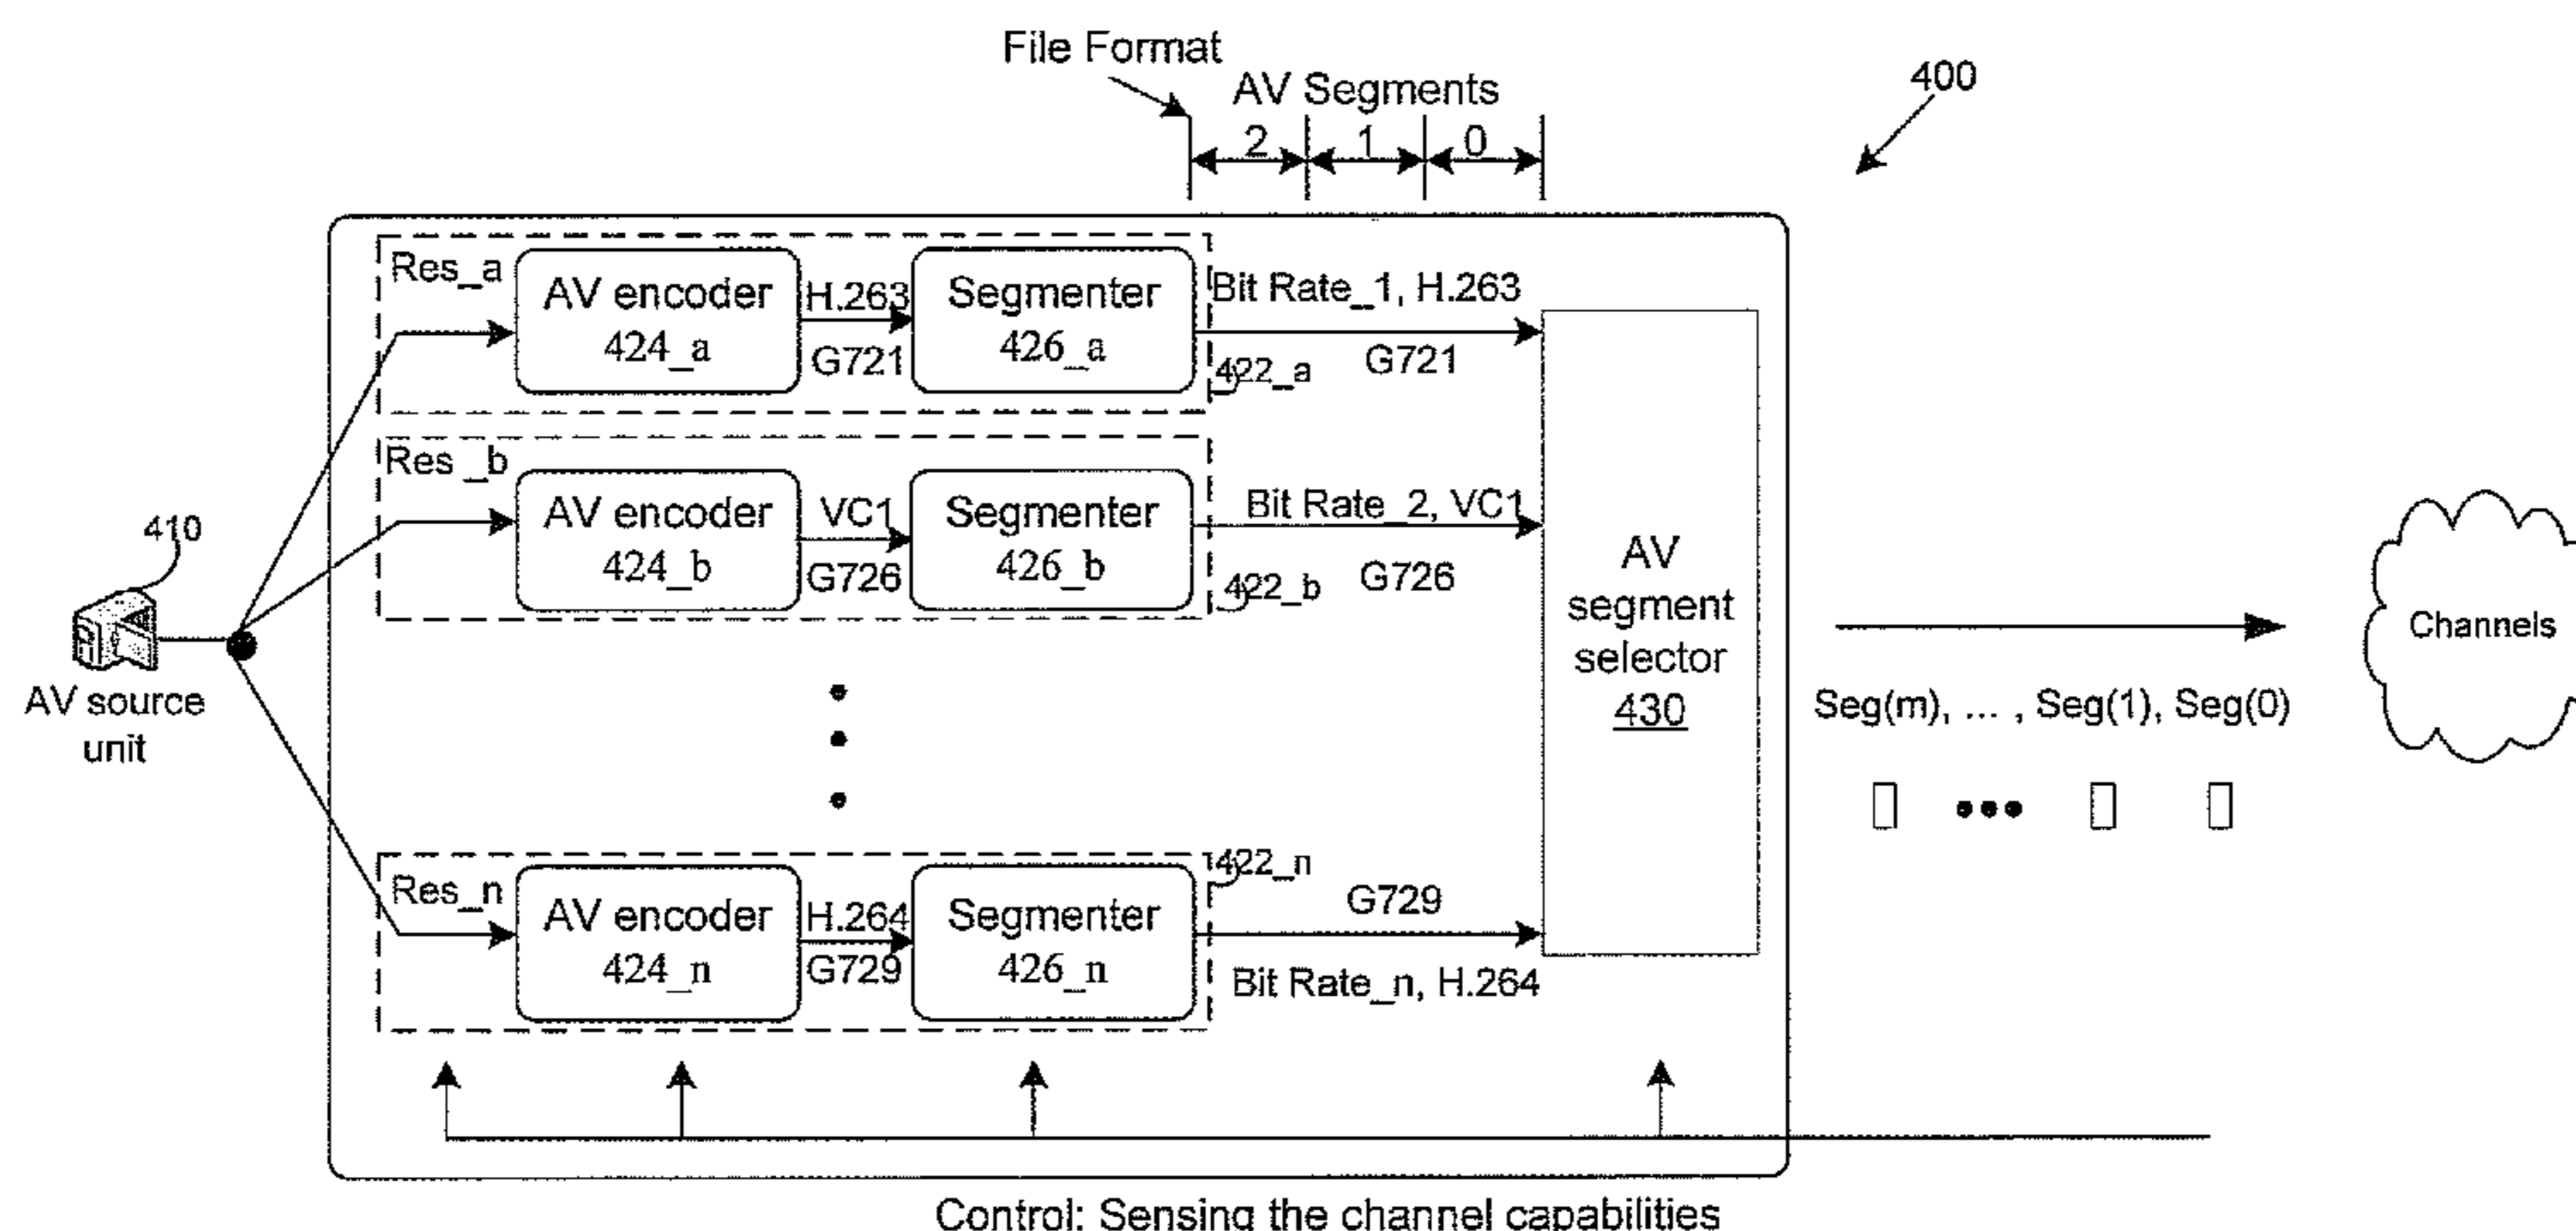 File Format
AV Segments
2 1 0
400
Res_a
AV encoder
424_a
H.263
G721
Segmenter
426_a
Bit Rate_1, H.263
G721
422_a
Res_b
AV encoder
424_b
VC1
G726
Segmenter
426_b
Bit Rate_2, VC1
G726
422_b
410
AV source
unit
AV
segment
selector
430
Channels
Seg(m), ... , Seg(1), Seg(0)
Res_n
AV encoder
424_n
H.264
G729
Segmenter
426_n
422_n
G729
Bit Rate_n, H.264
Control: Sensing the channel capabilities